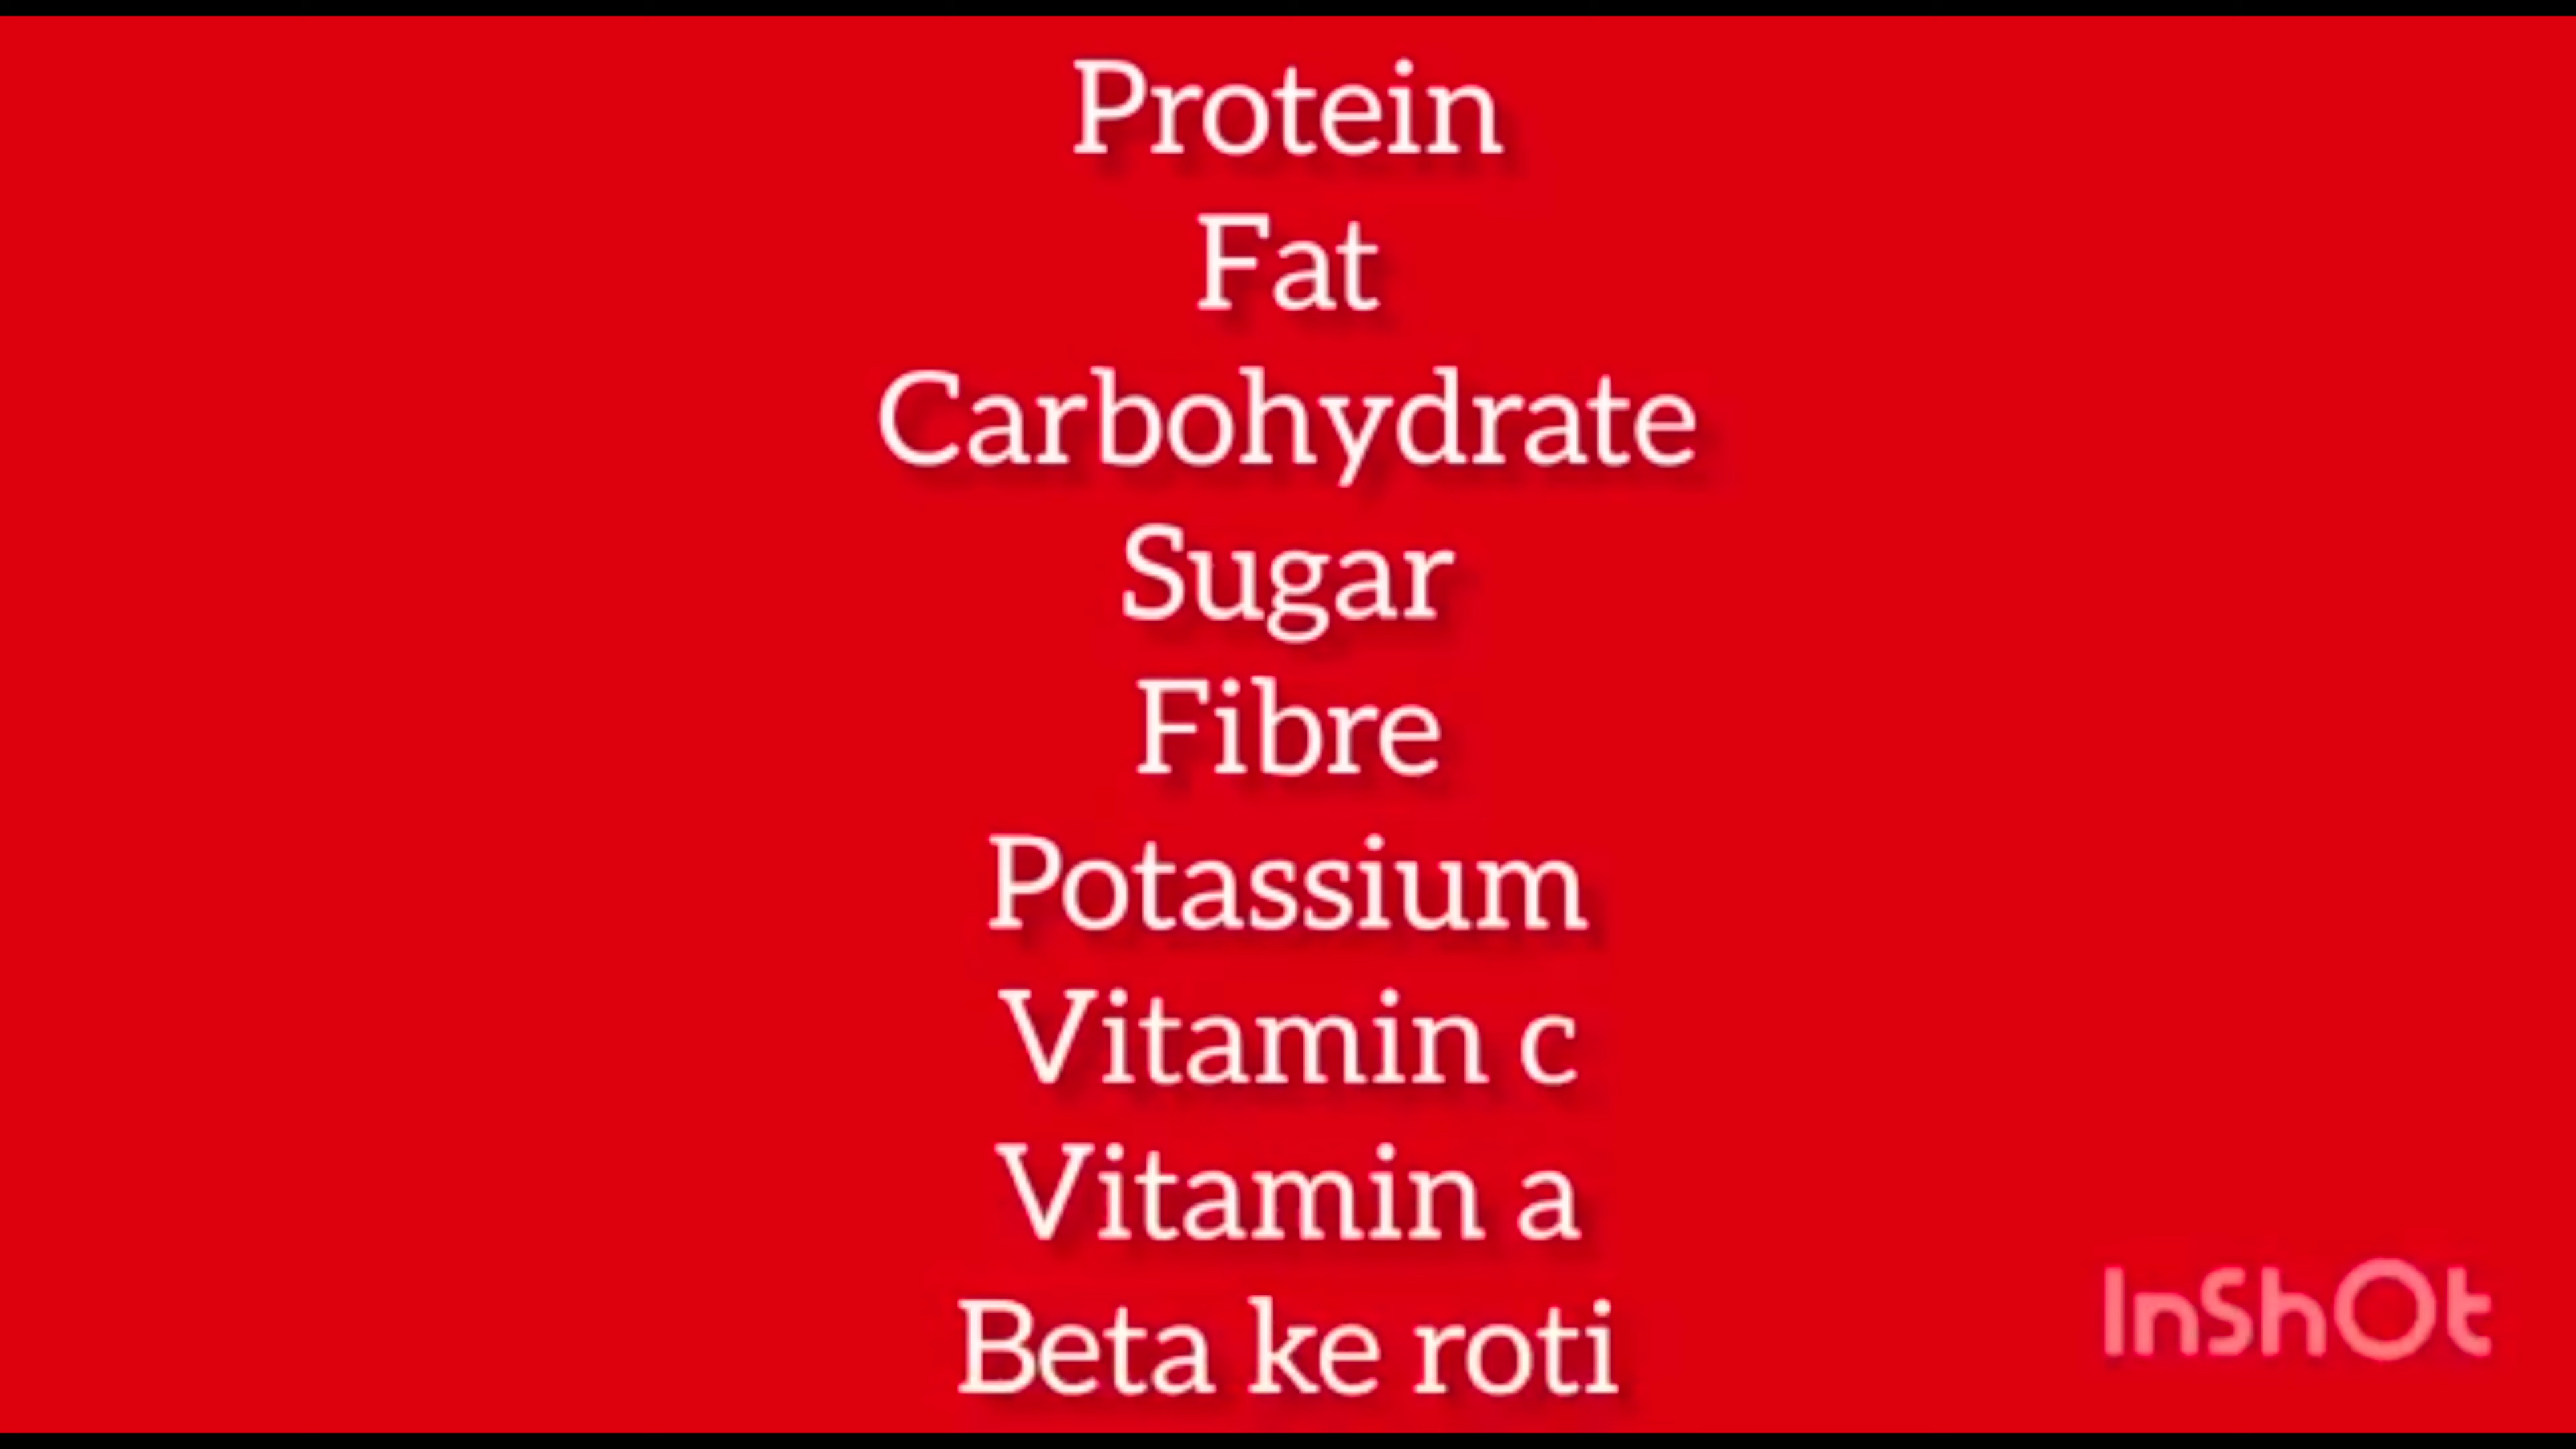 Protein
Fat
Carbohydrate
Sugar
Fibre
Potassium
Vitamin c
Vitamin a
Beta ke roti
InShOt